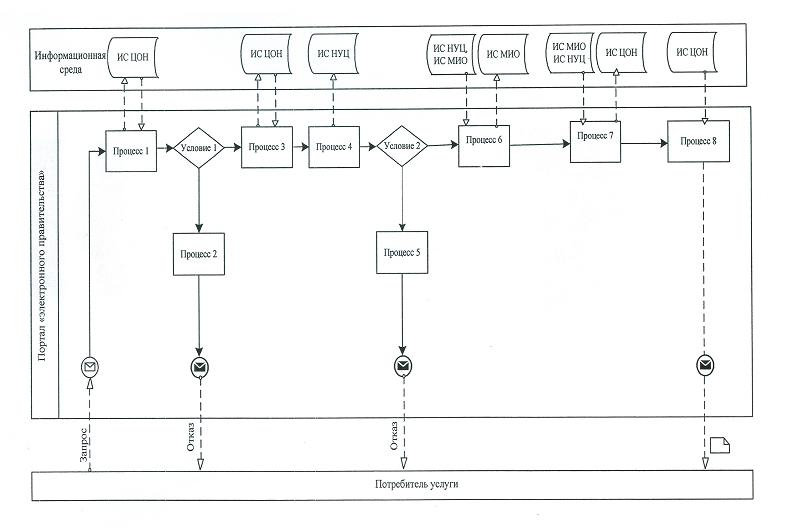 Информационная
среда
ИС ЦОН
ИС ЦОН
ИС НУЦ
ИС НУЦ,
ИС МИО
ИС МИО
ИС МИО
ИС НУЦ
ИС ЦОН
ИС ЦОН
Портал «электронного правительства»
Процесс 1
Условие 1
Процесс 3
Процесс 4
Условие 2
Процесс 6
Процесс 7
Процесс 8
Процесс 2
Процесс 5
Запрос
Отказ
Отказ
Потребитель услуги